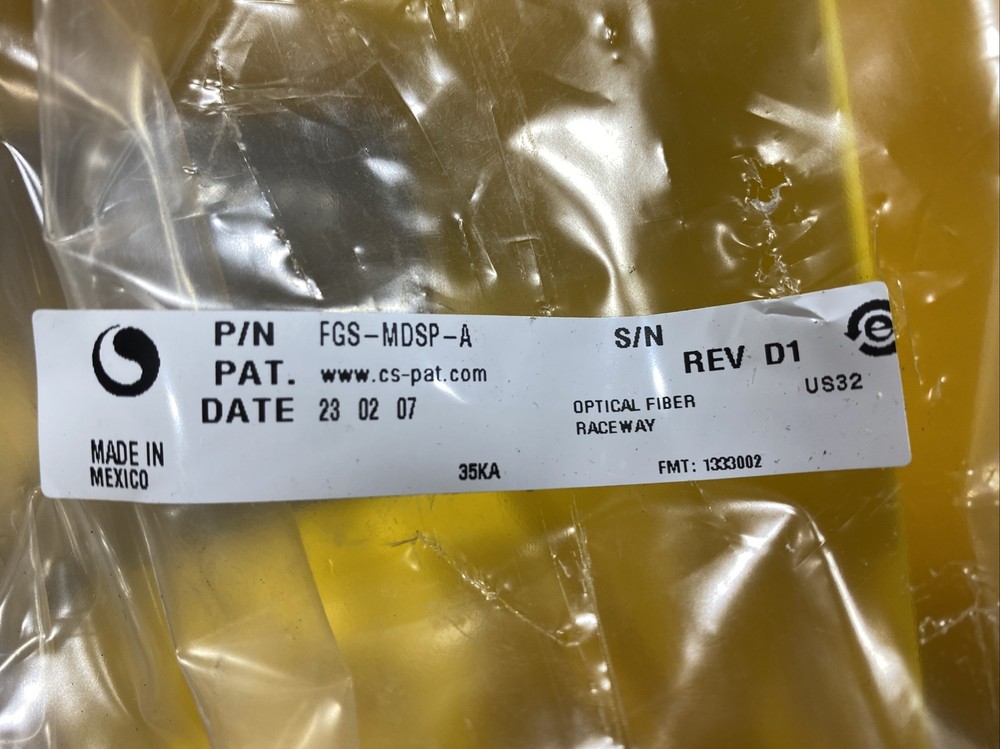 P/N FGS-MDSP-A
PAT. www.cs-pat.com
DATE 23 02 07
MADE IN
MEXICO
35KA
S/N
REV D1
e
US32
OPTICAL FIBER
RACEWAY
FMT: 1333002